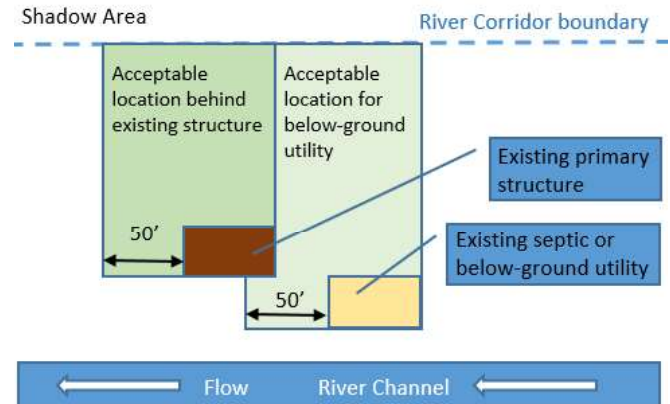 Shadow Area
River Corridor boundary
Acceptable
location behind
existing structure
Acceptable
location for
below-ground
utility
Existing primary
structure
50’
Existing septic or
below-ground utility
50’
Flow
River Channel